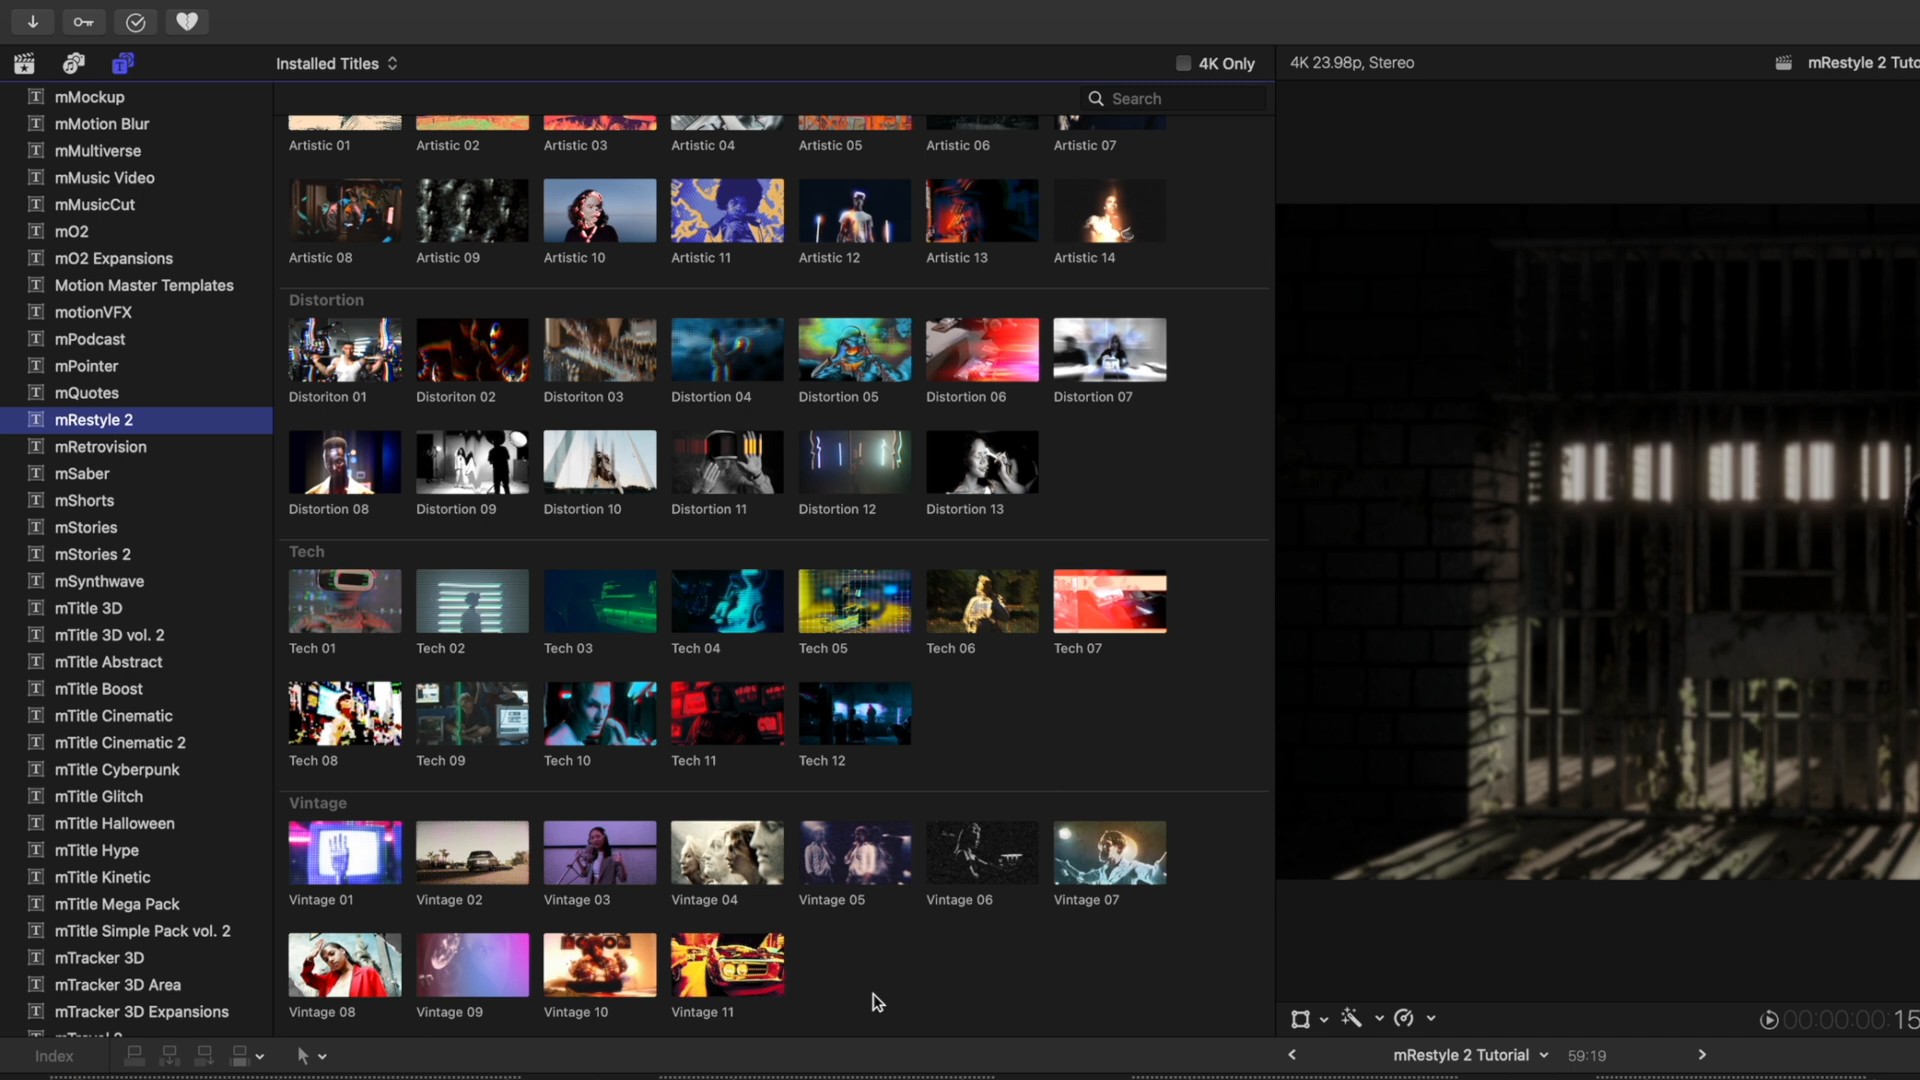 Installed Titles
4K Only
4K 23.98p, Stereo
mRestyle 2
Search
mMockup
mMotion Blur
mMultiverse
mMusic Video
mMusicCut
mO2
mO2 Expansions
Motion Master Templates
motionVFX
mPodcast
mPointer
mQuotes
mRestyle 2
mRetrovision
mSaber
mShorts
mStories
mStories 2
mSynthwave
mTitle 3D
mTitle 3D vol. 2
mTitle Abstract
mTitle Boost
mTitle Cinematic
mTitle Cinematic 2
mTitle Cyberpunk
mTitle Glitch
mTitle Halloween
mTitle Hype
mTitle Kinetic
mTitle Mega Pack
mTitle Simple Pack vol. 2
mTracker 3D
mTracker 3D Area
mTracker 3D Expansions
Artistic 01
Artistic 02
Artistic 03
Artistic 04
Artistic 05
Artistic 06
Artistic 07
Artistic 08
Artistic 09
Artistic 10
Artistic 11
Artistic 12
Artistic 13
Artistic 14
Distortion
Distoriton 01
Distoriton 02
Distoriton 03
Distortion 04
Distortion 05
Distortion 06
Distortion 07
Distortion 08
Distortion 09
Distortion 10
Distortion 11
Distortion 12
Distortion 13
Tech
Tech 01
Tech 02
Tech 03
Tech 04
Tech 05
Tech 06
Tech 07
Tech 08
Tech 09
Tech 10
Tech 11
Tech 12
Vintage
Vintage 01
Vintage 02
Vintage 03
Vintage 04
Vintage 05
Vintage 06
Vintage 07
Vintage 08
Vintage 09
Vintage 10
Vintage 11
00:00:00:15
Index
mRestyle 2 Tutorial
59:19